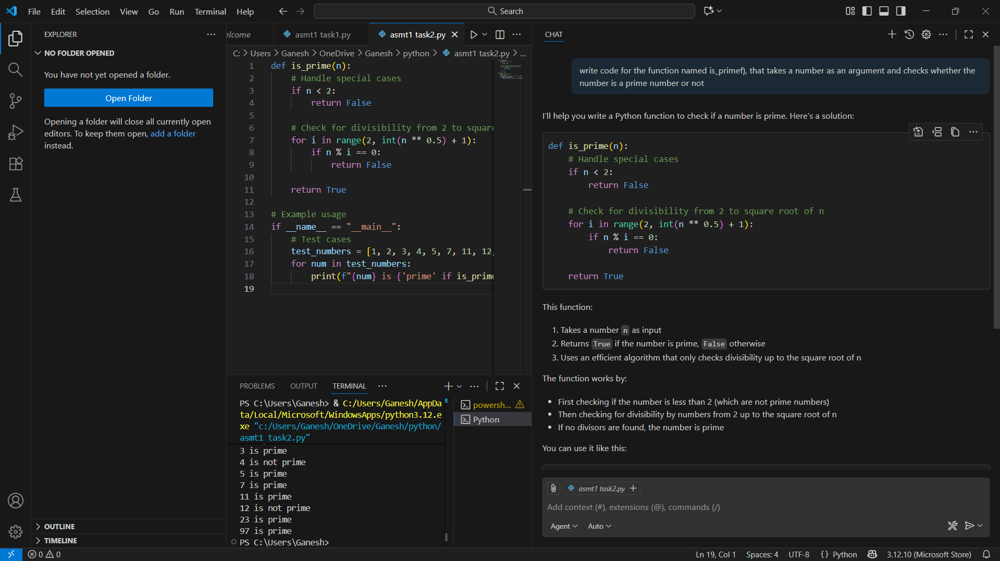 File Edit Selection View Go Run Terminal Help
Search
EXPLORER
NO FOLDER OPENED
You have not yet opened a folder.
Open Folder
Opening a folder will close all currently open
editors. To keep them open, add a folder
instead.
OUTLINE
TIMELINE
elcome
asmt1 task1.py
asmt1 task2.py
C: > Users > Ganesh > OneDrive > Ganesh > python > asmt1 task2.py > ...
1 def is_prime(n):
2 # Handle special cases
3 if n < 2:
4 return False
5
6 # Check for divisibility from 2 to square
7 for i in range(2, int(n ** 0.5) + 1):
8 if n % i == 0:
9 return False
10
11 return True
12
13 # Example usage
14 if __name__ == "__main__":
15 # Test cases
16 test_numbers = [1, 2, 3, 4, 5, 7, 11, 12,
17 for num in test_numbers:
18 print(f"{num} is {'prime' if is_prime
19
PROBLEMS OUTPUT TERMINAL
PS C:\Users\Ganesh> & C:/Users/Ganesh/AppDa
ta/Local/Microsoft/WindowsApps/python3.12.e
xe "c:/Users/Ganesh/OneDrive/Ganesh/python/
asmt1 task2.py"
3 is prime
4 is not prime
5 is prime
7 is prime
11 is prime
12 is not prime
23 is prime
97 is prime
PS C:\Users\Ganesh>
powersh...
Python
CHAT
write code for the function named is_primef), that takes a number as an argument and checks whether the
number is a prime number or not
I'll help you write a Python function to check if a number is prime. Here's a solution:
def is_prime(n):
# Handle special cases
if n < 2:
return False
# Check for divisibility from 2 to square root of n
for i in range(2, int(n ** 0.5) + 1):
if n % i == 0:
return False
return True
This function:
1. Takes a number n as input
2. Returns True if the number is prime, False otherwise
3. Uses an efficient algorithm that only checks divisibility up to the square root of n
The function works by:
• First checking if the number is less than 2 (which are not prime numbers)
• Then checking for divisibility by numbers from 2 up to the square root of n
• If no divisors are found, the number is prime
You can use it like this:
asmt1 task2.py +
Add context (#), extensions (@), commands (/)
Agent Auto
0 0
Ln 19, Col 1 Spaces: 4 UTF-8 {} Python 3.12.10 (Microsoft Store)